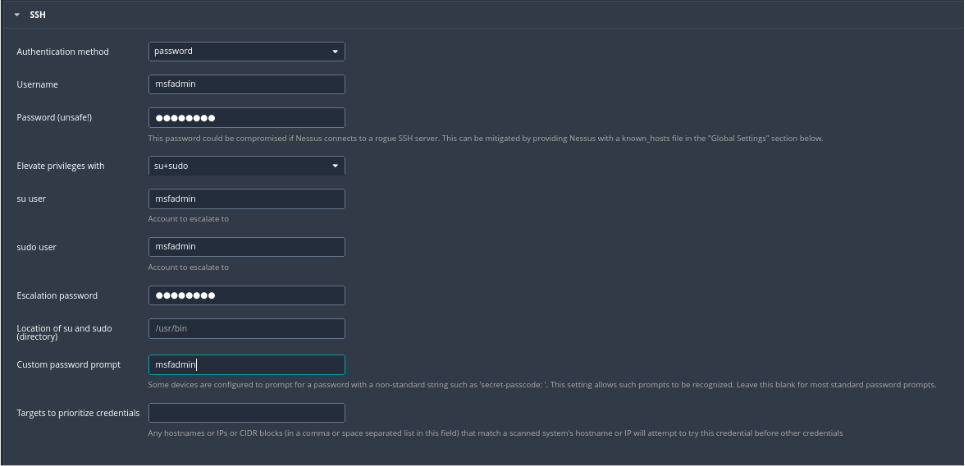 SSH
Authentication method
password
Username
msfadmin
Password (unsafe!)
●●●●●●●●
This password could be compromised if Nessus connects to a rogue SSH server. This can be mitigated by providing Nessus with a known_hosts file in the "Global Settings" section below.
Elevate privileges with
su+sudo
su user
msfadmin
Account to escalate to
sudo user
msfadmin
Account to escalate to
Escalation password
●●●●●●●●
Location of su and sudo
(directory)
/usr/bin
Custom password prompt
msfadmin
Some devices are configured to prompt for a password with a non-standard string such as 'secret-passcode: '. This setting allows such prompts to be recognized. Leave this blank for most standard password prompts.
Targets to prioritize credentials
Any hostnames or IPs or CIDR blocks (in a comma or space separated list in this field) that match a scanned system's hostname or IP will attempt to try this credential before other credentials